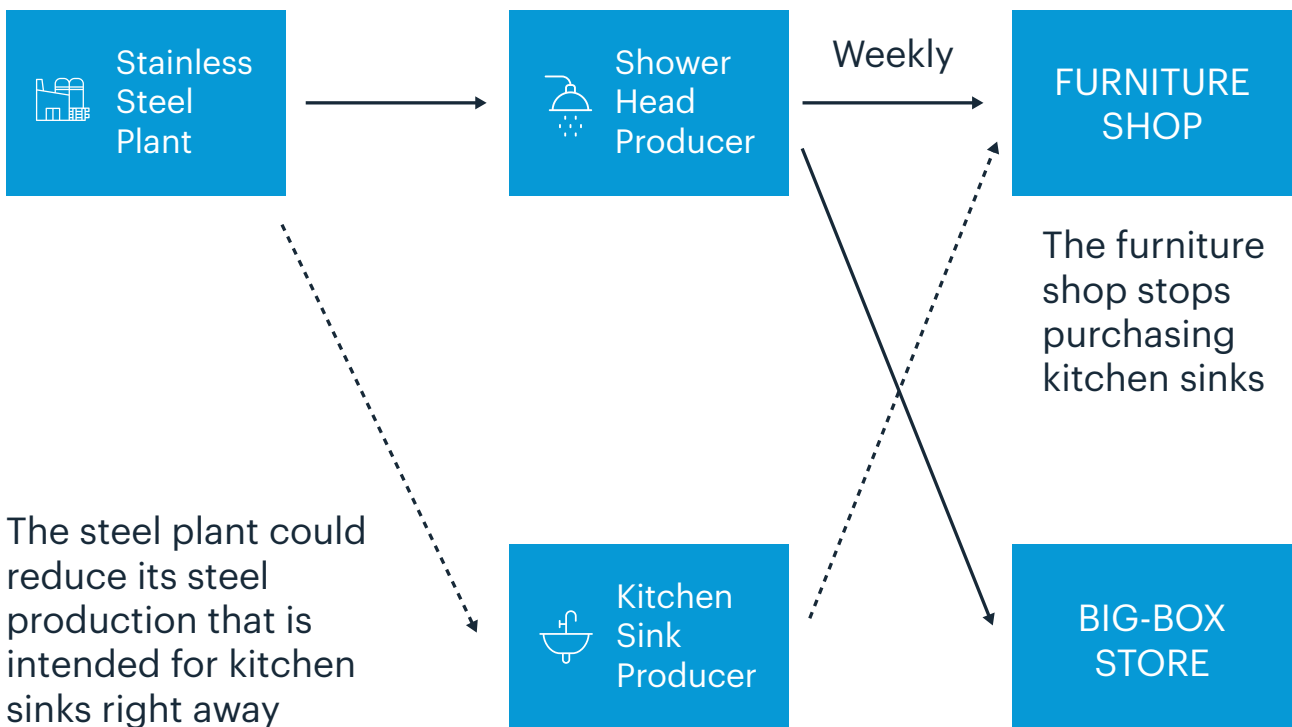 Stainless
Steel
Plant
Shower
Head
Producer
Weekly
FURNITURE
SHOP
The furniture
shop stops
purchasing
kitchen sinks
The steel plant could
reduce its steel
production that is
intended for kitchen
sinks right away
Kitchen
Sink
Producer
BIG-BOX
STORE